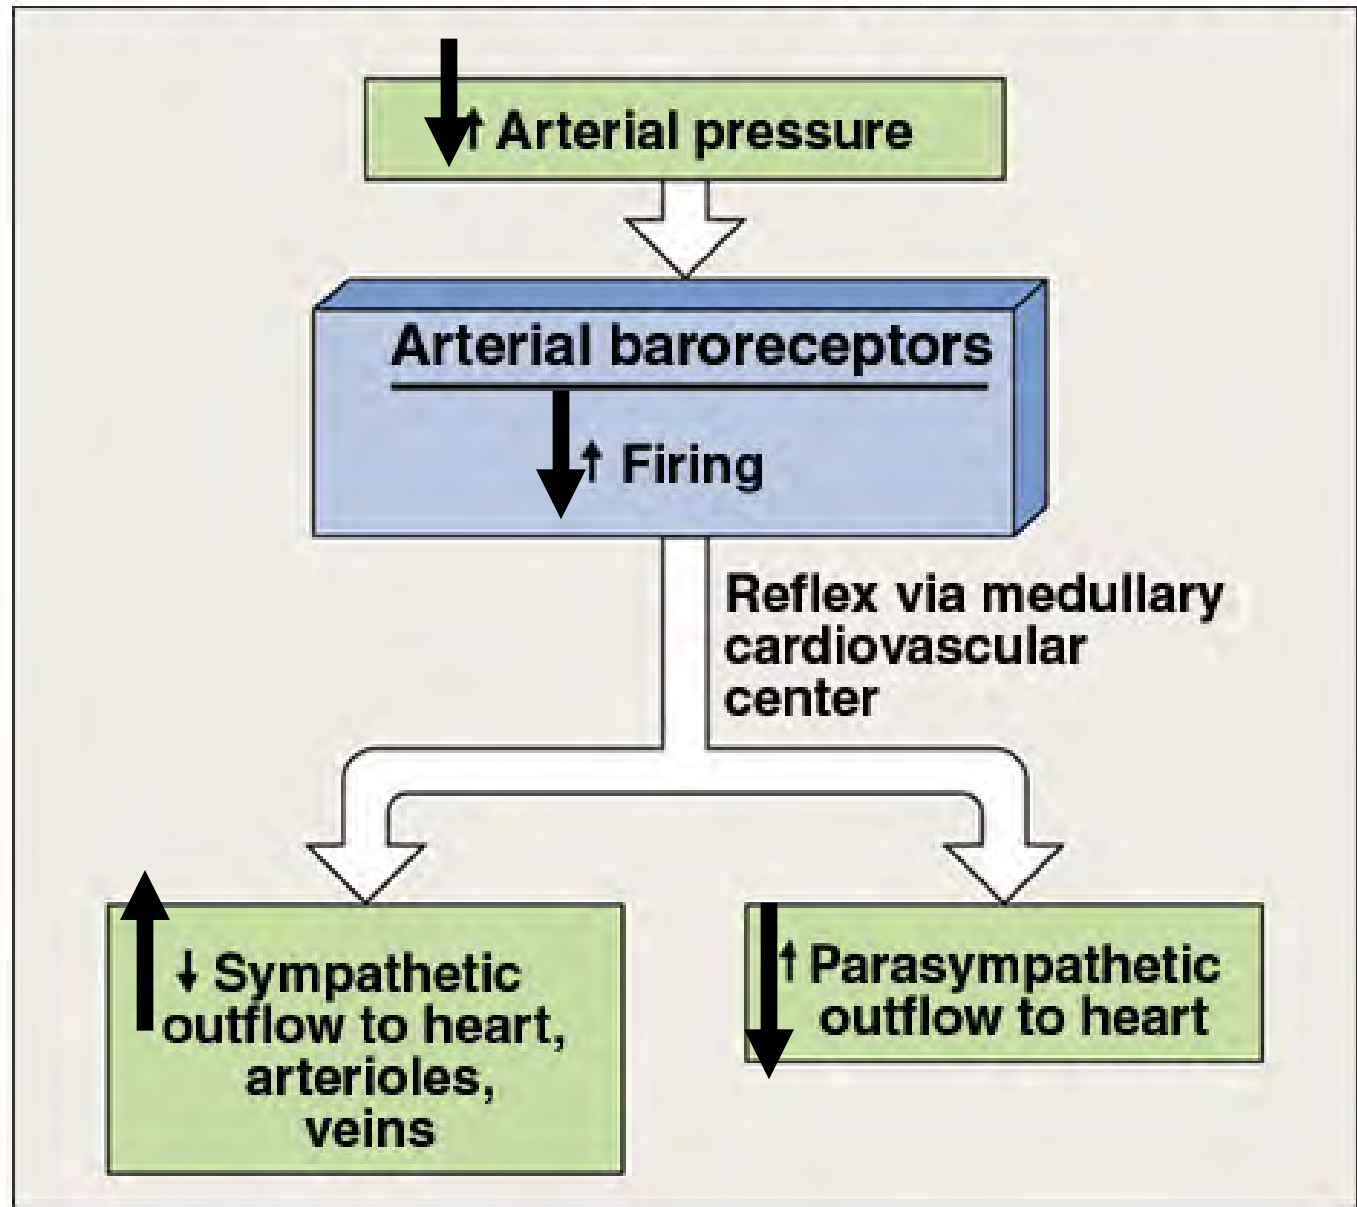 ↑ Arterial pressure
Arterial baroreceptors
↑ Firing
Reflex via medullary
cardiovascular
center
↓ Sympathetic
outflow to heart,
arterioles,
veins
↑ Parasympathetic
outflow to heart